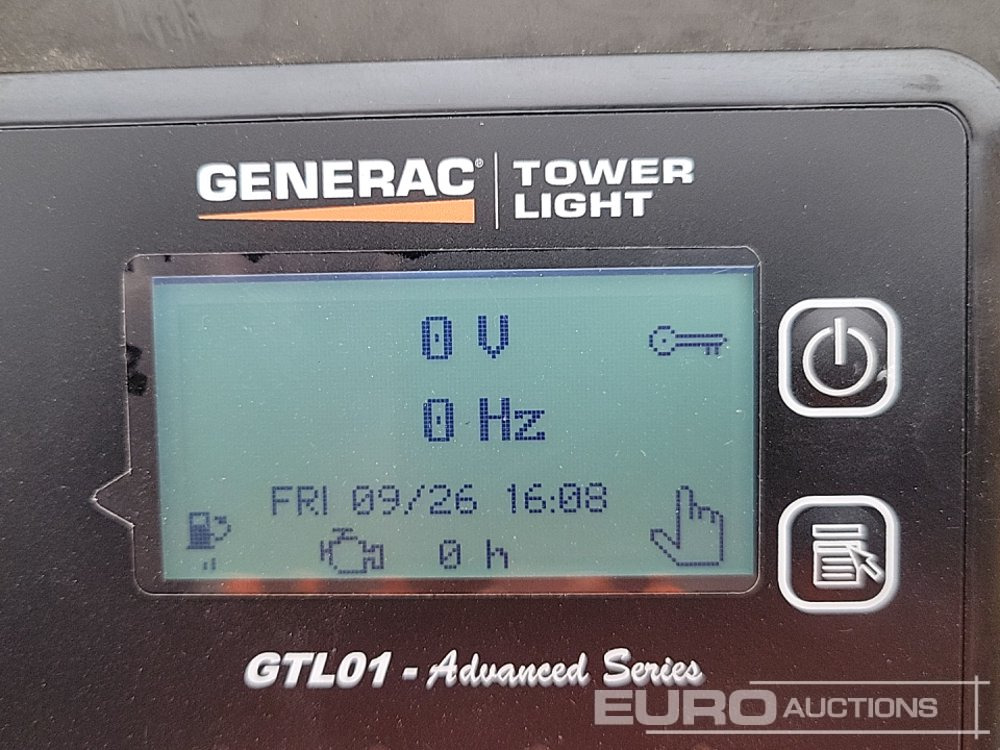 GENERAC® TOWER LIGHT
0 V
0 Hz
FRI 09/26 16:08
0 h
GTL01 - Advanced Series
EURO AUCTIONS